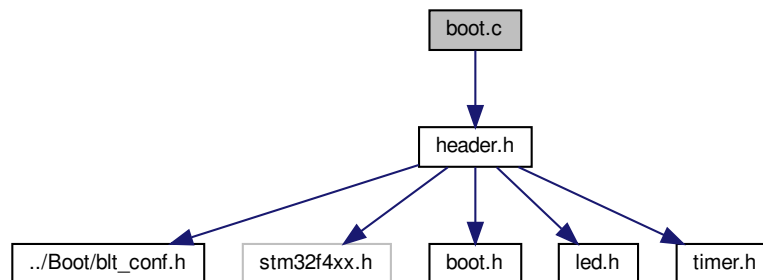 boot.c
header.h
../Boot/blt_conf.h
stm32f4xx.h
boot.h
led.h
timer.h